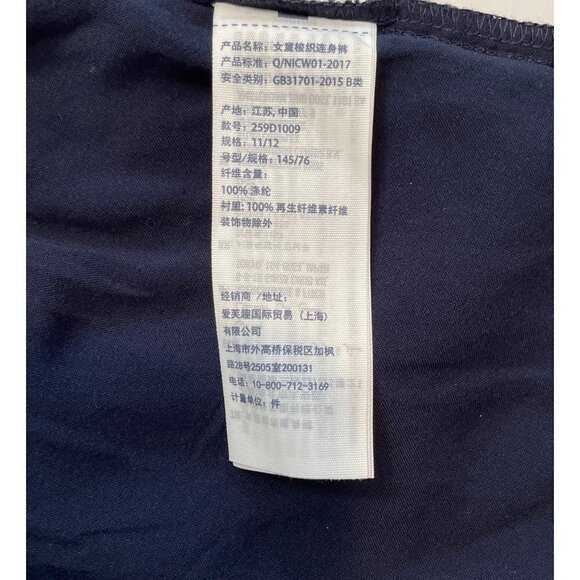 产品名称: 女童梭织连身裤
产品标准: Q/NICW01-2017
安全类别: GB31701-2015 B类
产地: 江苏, 中国
款号: 259D1009
规格: 11/12
号型/规格: 145/76
纤维含量:
100% 涤纶
衬里: 100% 再生纤维素纤维
装饰物除外
经销商 /地址:
爱芙趣国际贸易 (上海)
有限公司
上海市外高桥保税区加枫
路28号2505室200131
电话: 10-800-712-3169
计量单位: 件